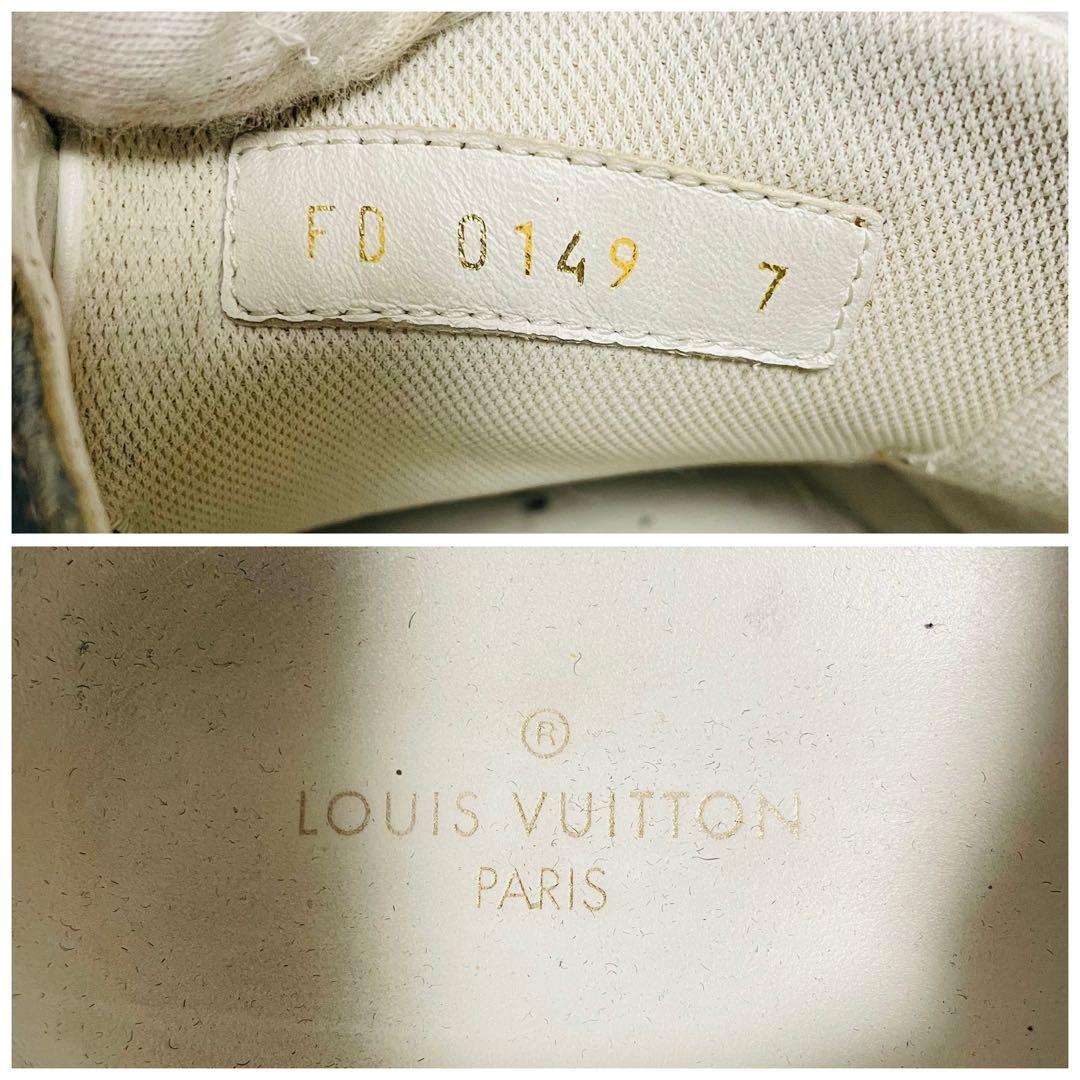 FD 0149 7
®
LOUIS VUITTON
PARIS